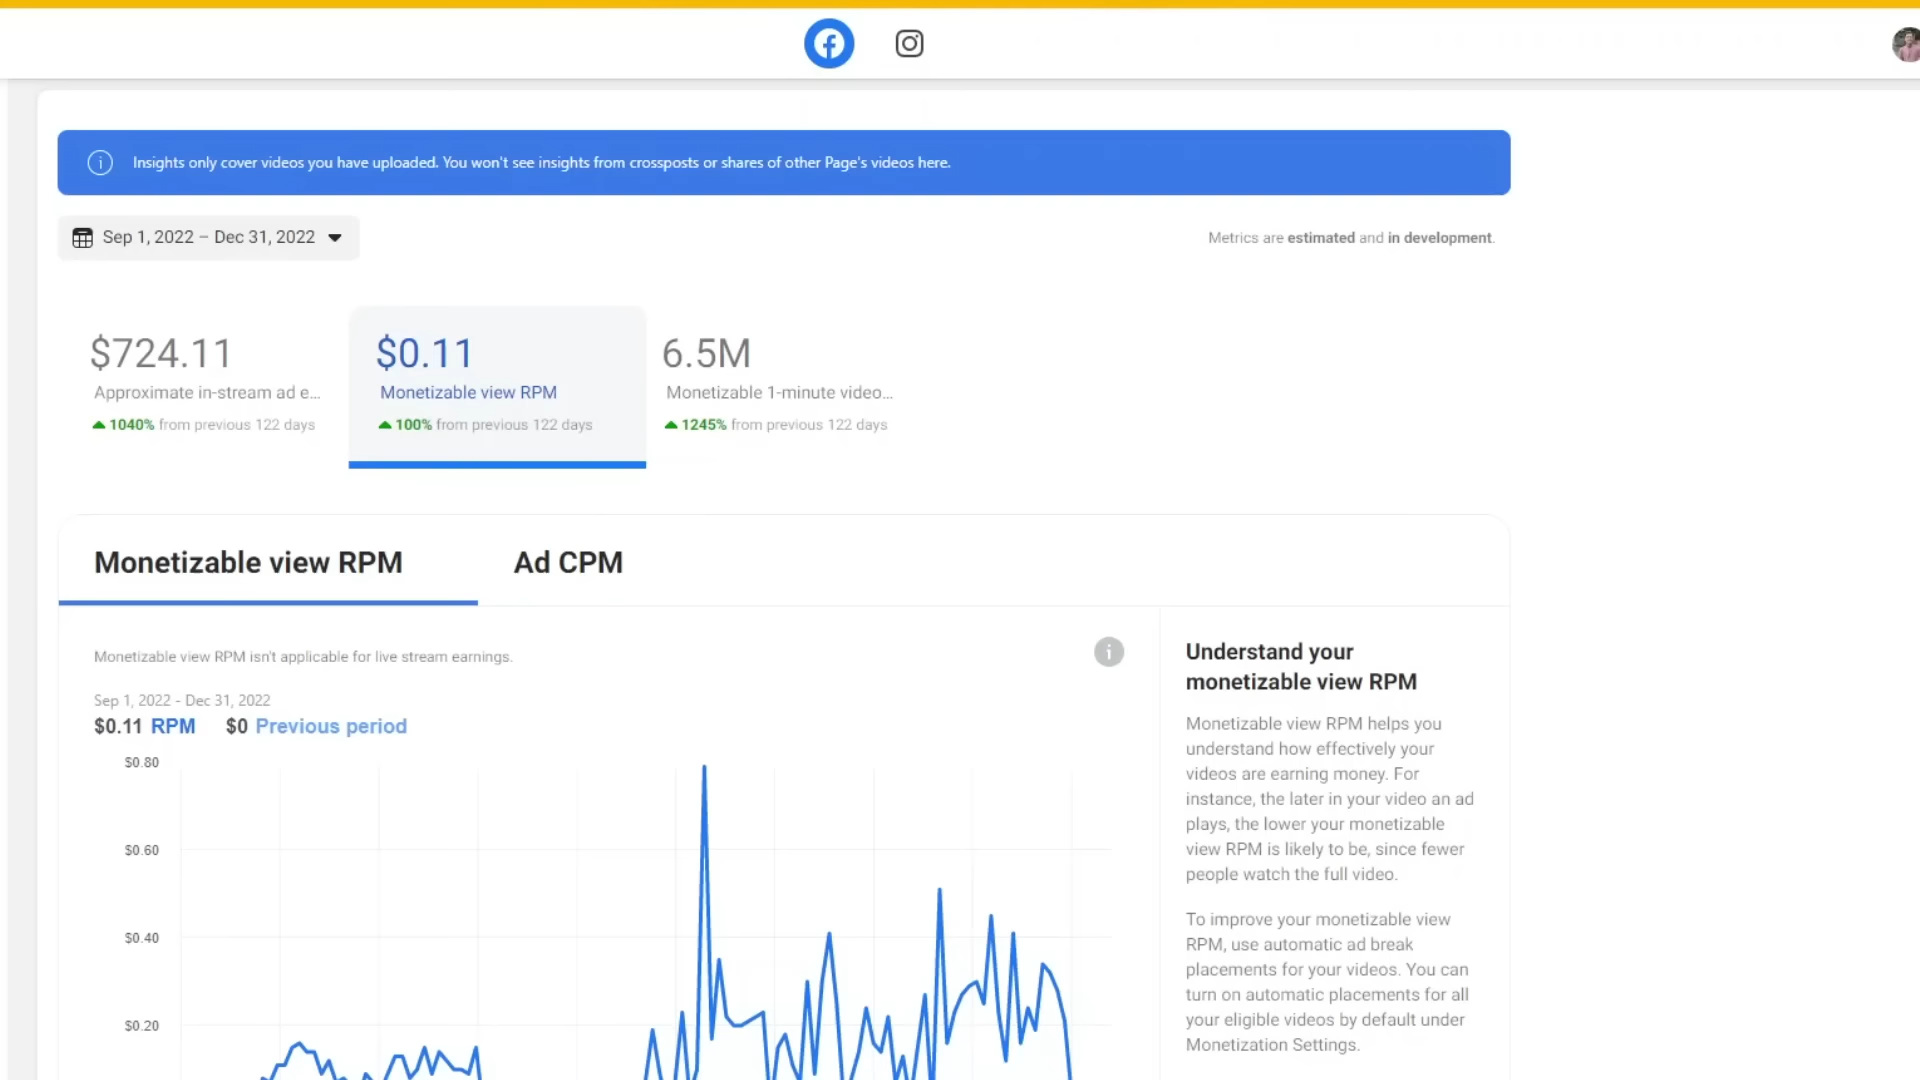 Insights only cover videos you have uploaded. You won't see insights from crossposts or shares of other Page's videos here.
Sep 1, 2022 – Dec 31, 2022
Metrics are estimated and in development.
$724.11
Approximate in-stream ad e...
1040% from previous 122 days
$0.11
Monetizable view RPM
100% from previous 122 days
6.5M
Monetizable 1-minute video...
1245% from previous 122 days
Monetizable view RPM
Ad CPM
Monetizable view RPM isn't applicable for live stream earnings.
Sep 1, 2022 - Dec 31, 2022
$0.11 RPM $0 Previous period
$0.80
$0.60
$0.40
$0.20
Understand your
monetizable view RPM
Monetizable view RPM helps you
understand how effectively your
videos are earning money. For
instance, the later in your video an ad
plays, the lower your monetizable
view RPM is likely to be, since fewer
people watch the full video.
To improve your monetizable view
RPM, use automatic ad break
placements for your videos. You can
turn on automatic placements for all
your eligible videos by default under
Monetization Settings.